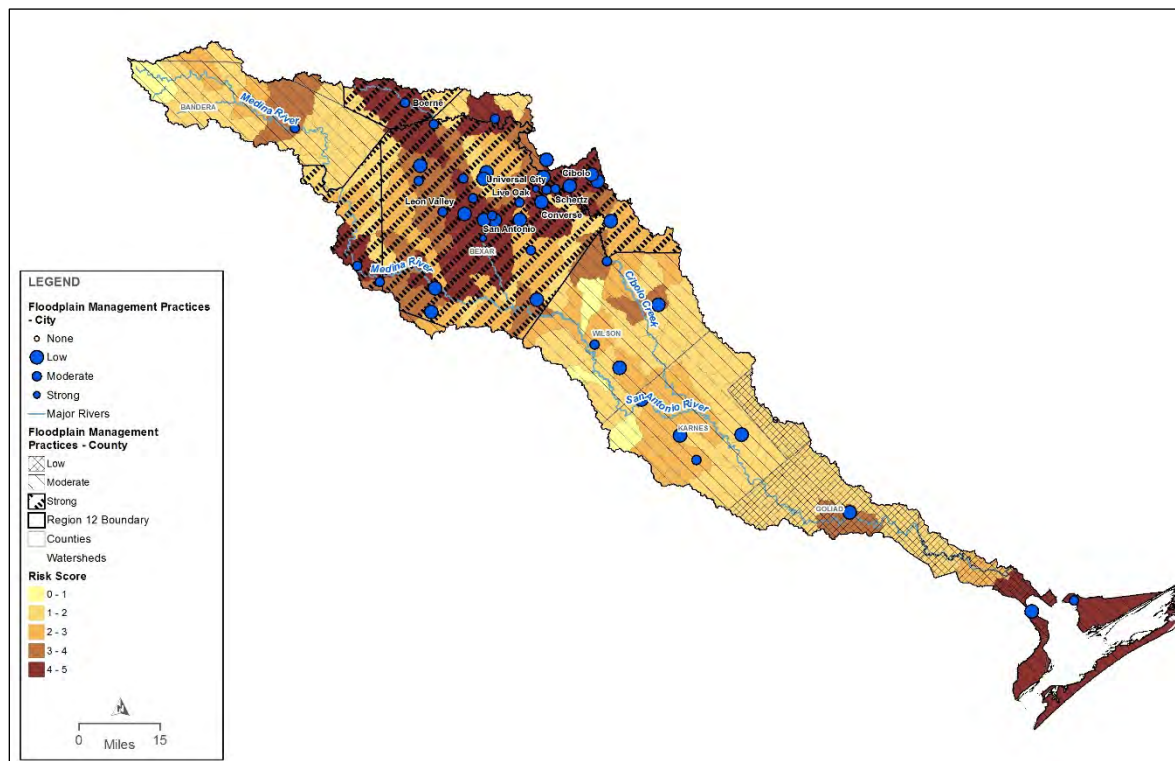 Medina River
BANDERA
Boerne
Universal City
Cibolo
Live Oak
Schertz
Leon Valley
Converse
San Antonio
BEXAR
Medina River
Cibolo Creek
WILSON
San Antonio River
KARNES
GOLIAD
LEGEND
Floodplain Management Practices
- City
None
Low
Moderate
Strong
Major Rivers
Floodplain Management
Practices - County
Low
Moderate
Strong
Region 12 Boundary
Counties
Watersheds
Risk Score
0 - 1
1 - 2
2 - 3
3 - 4
4 - 5
N
0 15
Miles